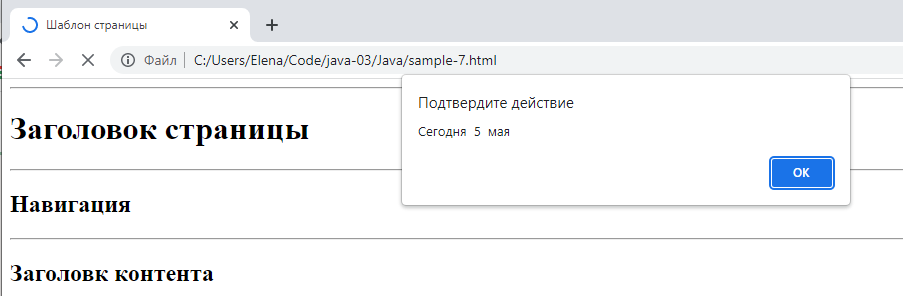 Шаблон страницы
Файл C:/Users/Elena/Code/java-03/Java/sample-7.html
Подтвердите действие
Сегодня 5 мая
ОК
Заголовок страницы
Навигация
Заголовк контента